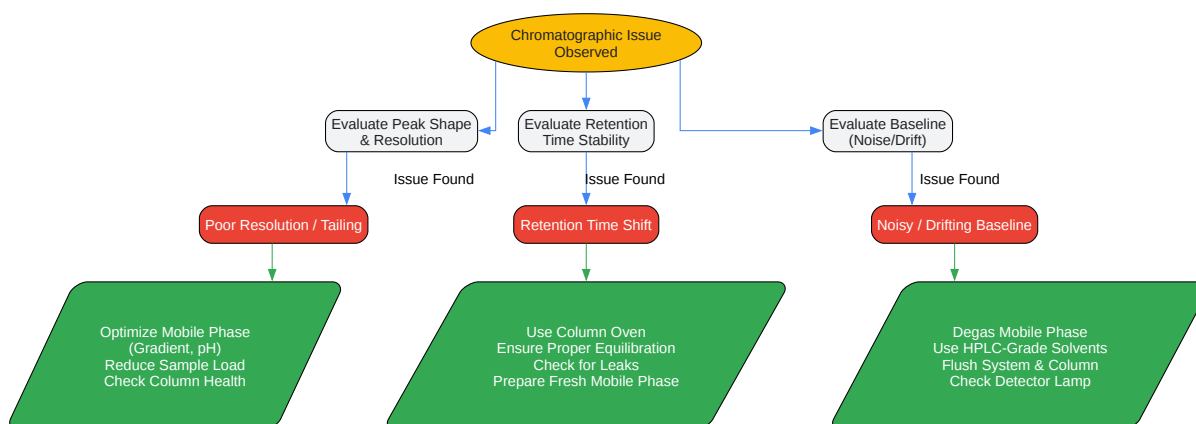 Chromatographic Issue
Observed
Evaluate Peak Shape
& Resolution
Evaluate Retention
Time Stability
Evaluate Baseline
(Noise/Drift)
Issue Found
Issue Found
Issue Found
Poor Resolution / Tailing
Retention Time Shift
Noisy / Drifting Baseline
Optimize Mobile Phase
(Gradient, pH)
Reduce Sample Load
Check Column Health
Use Column Oven
Ensure Proper Equilibration
Check for Leaks
Prepare Fresh Mobile Phase
Degas Mobile Phase
Use HPLC-Grade Solvents
Flush System & Column
Check Detector Lamp